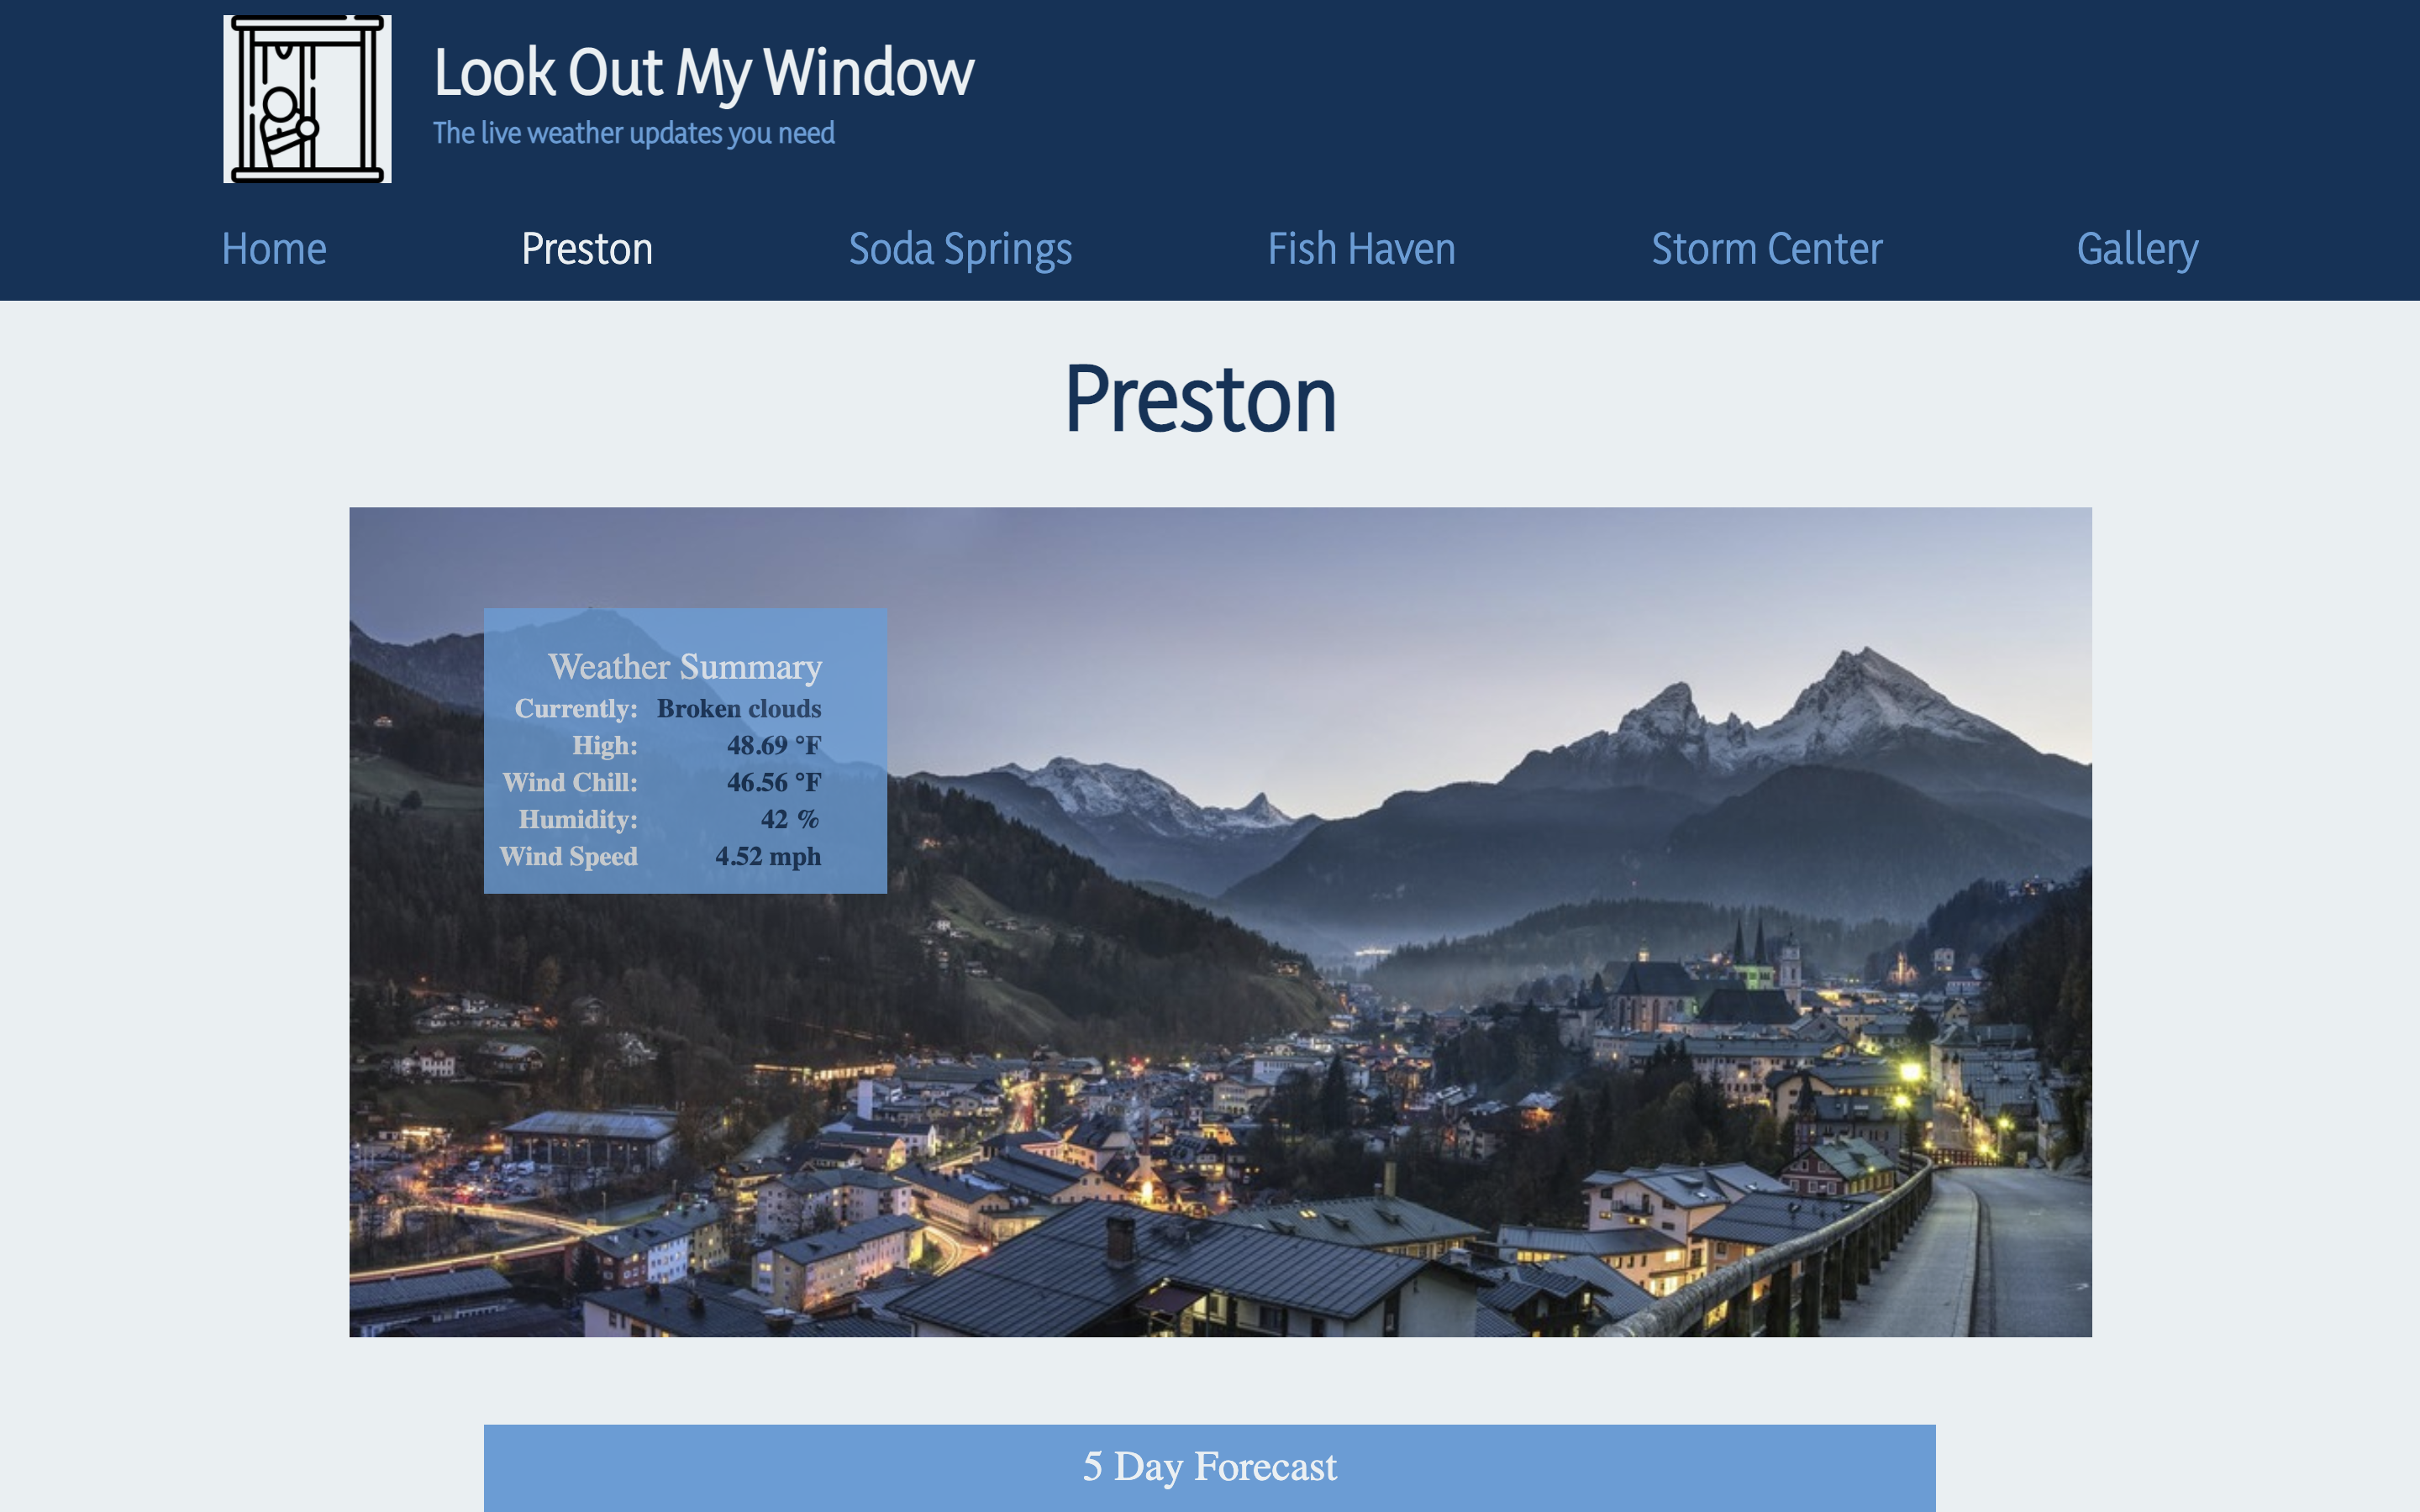 Look Out My Window
The live weather updates you need
Home Preston Soda Springs Fish Haven Storm Center Gallery
Preston
Weather Summary
Currently: Broken clouds
High: 48.69 °F
Wind Chill: 46.56 °F
Humidity: 42 %
Wind Speed 4.52 mph
5 Day Forecast